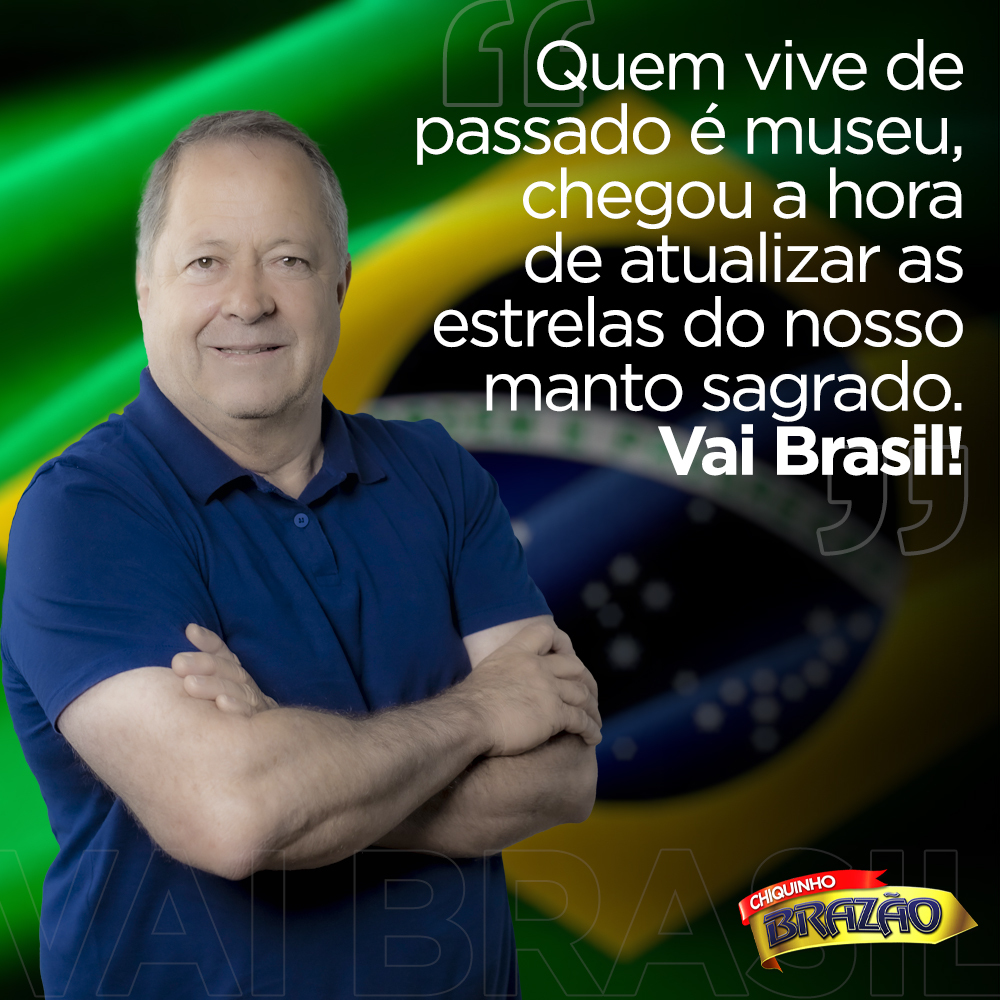 “Quem vive de
passado é museu,
chegou a hora
de atualizar as
estrelas do nosso
manto sagrado.
Vai Brasil!”
CHIQUINHO
BRAZÃO
VAI BRASIL